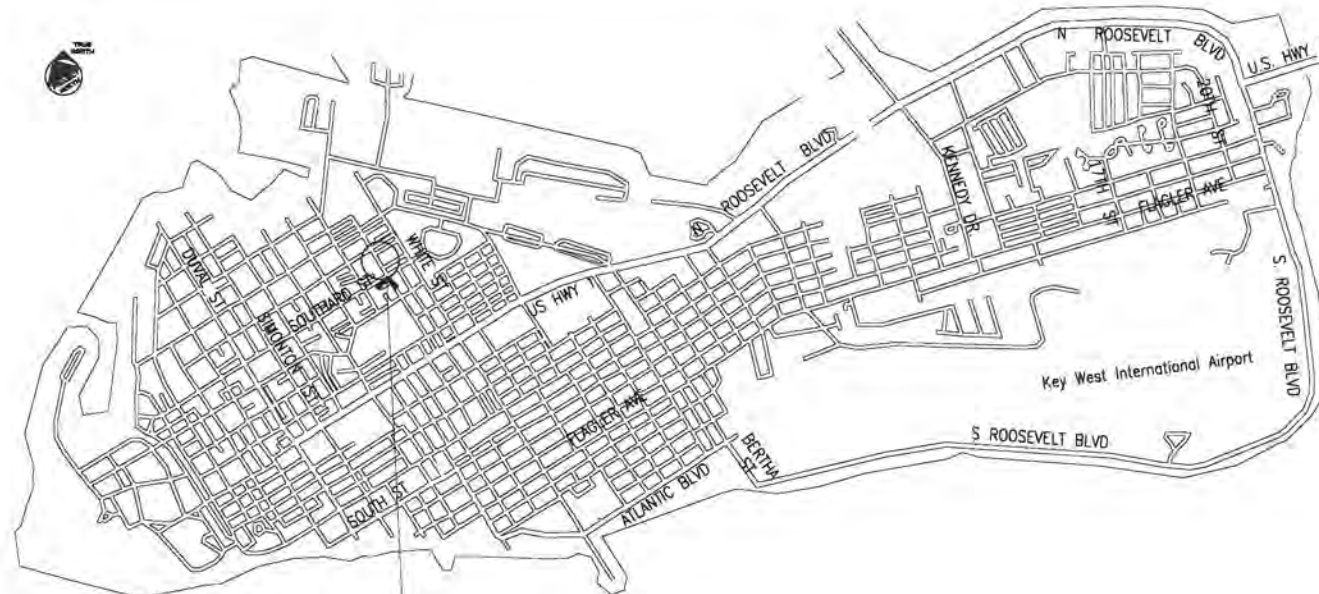 TRUE
NORTH
N ROOSEVELT BLVD
U.S. HWY
20TH ST
ROOSEVELT BLVD
N
KENNEDY DR
17TH ST
FLAGLER AVE
WHITE ST
DUVAL ST
SOUTHARD ST
SIMONTON ST
US HWY 1
S. ROOSEVELT BLVD
Key West International Airport
FLAGLER AVE
BERTHA ST
S ROOSEVELT BLVD
ATLANTIC BLVD
SOUTH ST